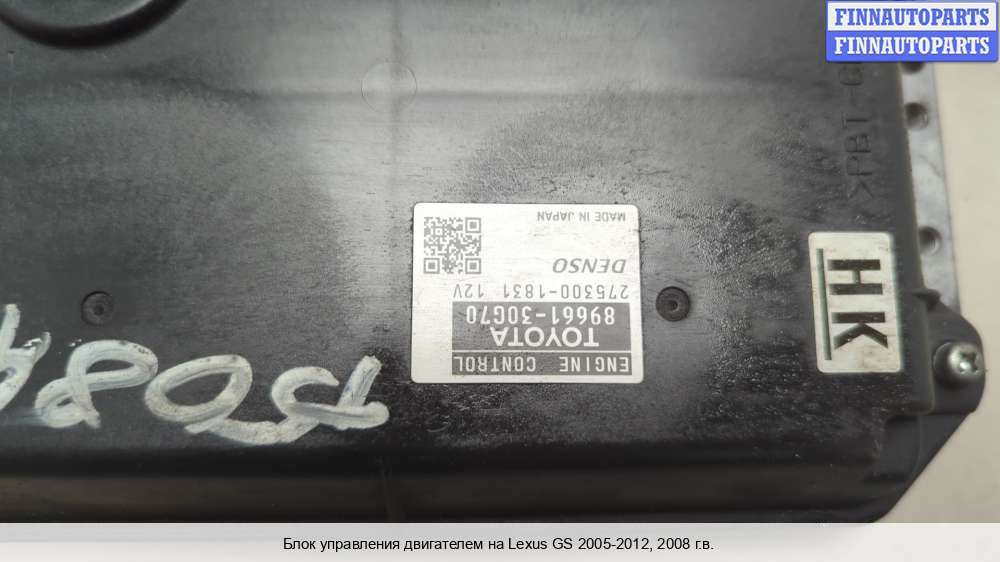 FINNAUTOPARTS
FINNAUTOPARTS
ENGINE CONTROL
TOYOTA
89661-30G70
275300-1831 12V
DENSO
MADE IN JAPAN
HK
>PBT-G
Блок управления двигателем на Lexus GS 2005-2012, 2008 г.в.